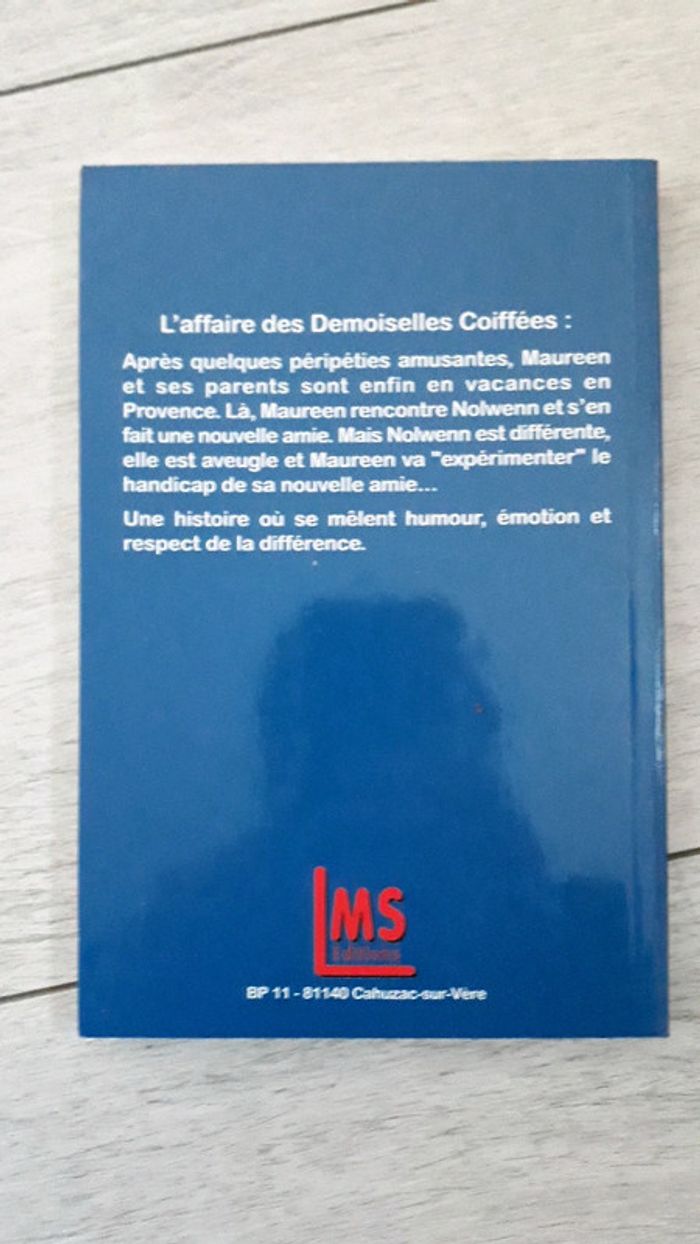 L'affaire des Demoiselles Coiffées :
Après quelques péripéties amusantes, Maureen
et ses parents sont enfin en vacances en
Provence. Là, Maureen rencontre Nolwenn et s'en
fait une nouvelle amie. Mais Nolwenn est différente,
elle est aveugle et Maureen va "expérimenter" le
handicap de sa nouvelle amie...
Une histoire où se mêlent humour, émotion et
respect de la différence.
LMS
Editions
BP 11 - 81140 Cahuzac-sur-Vère